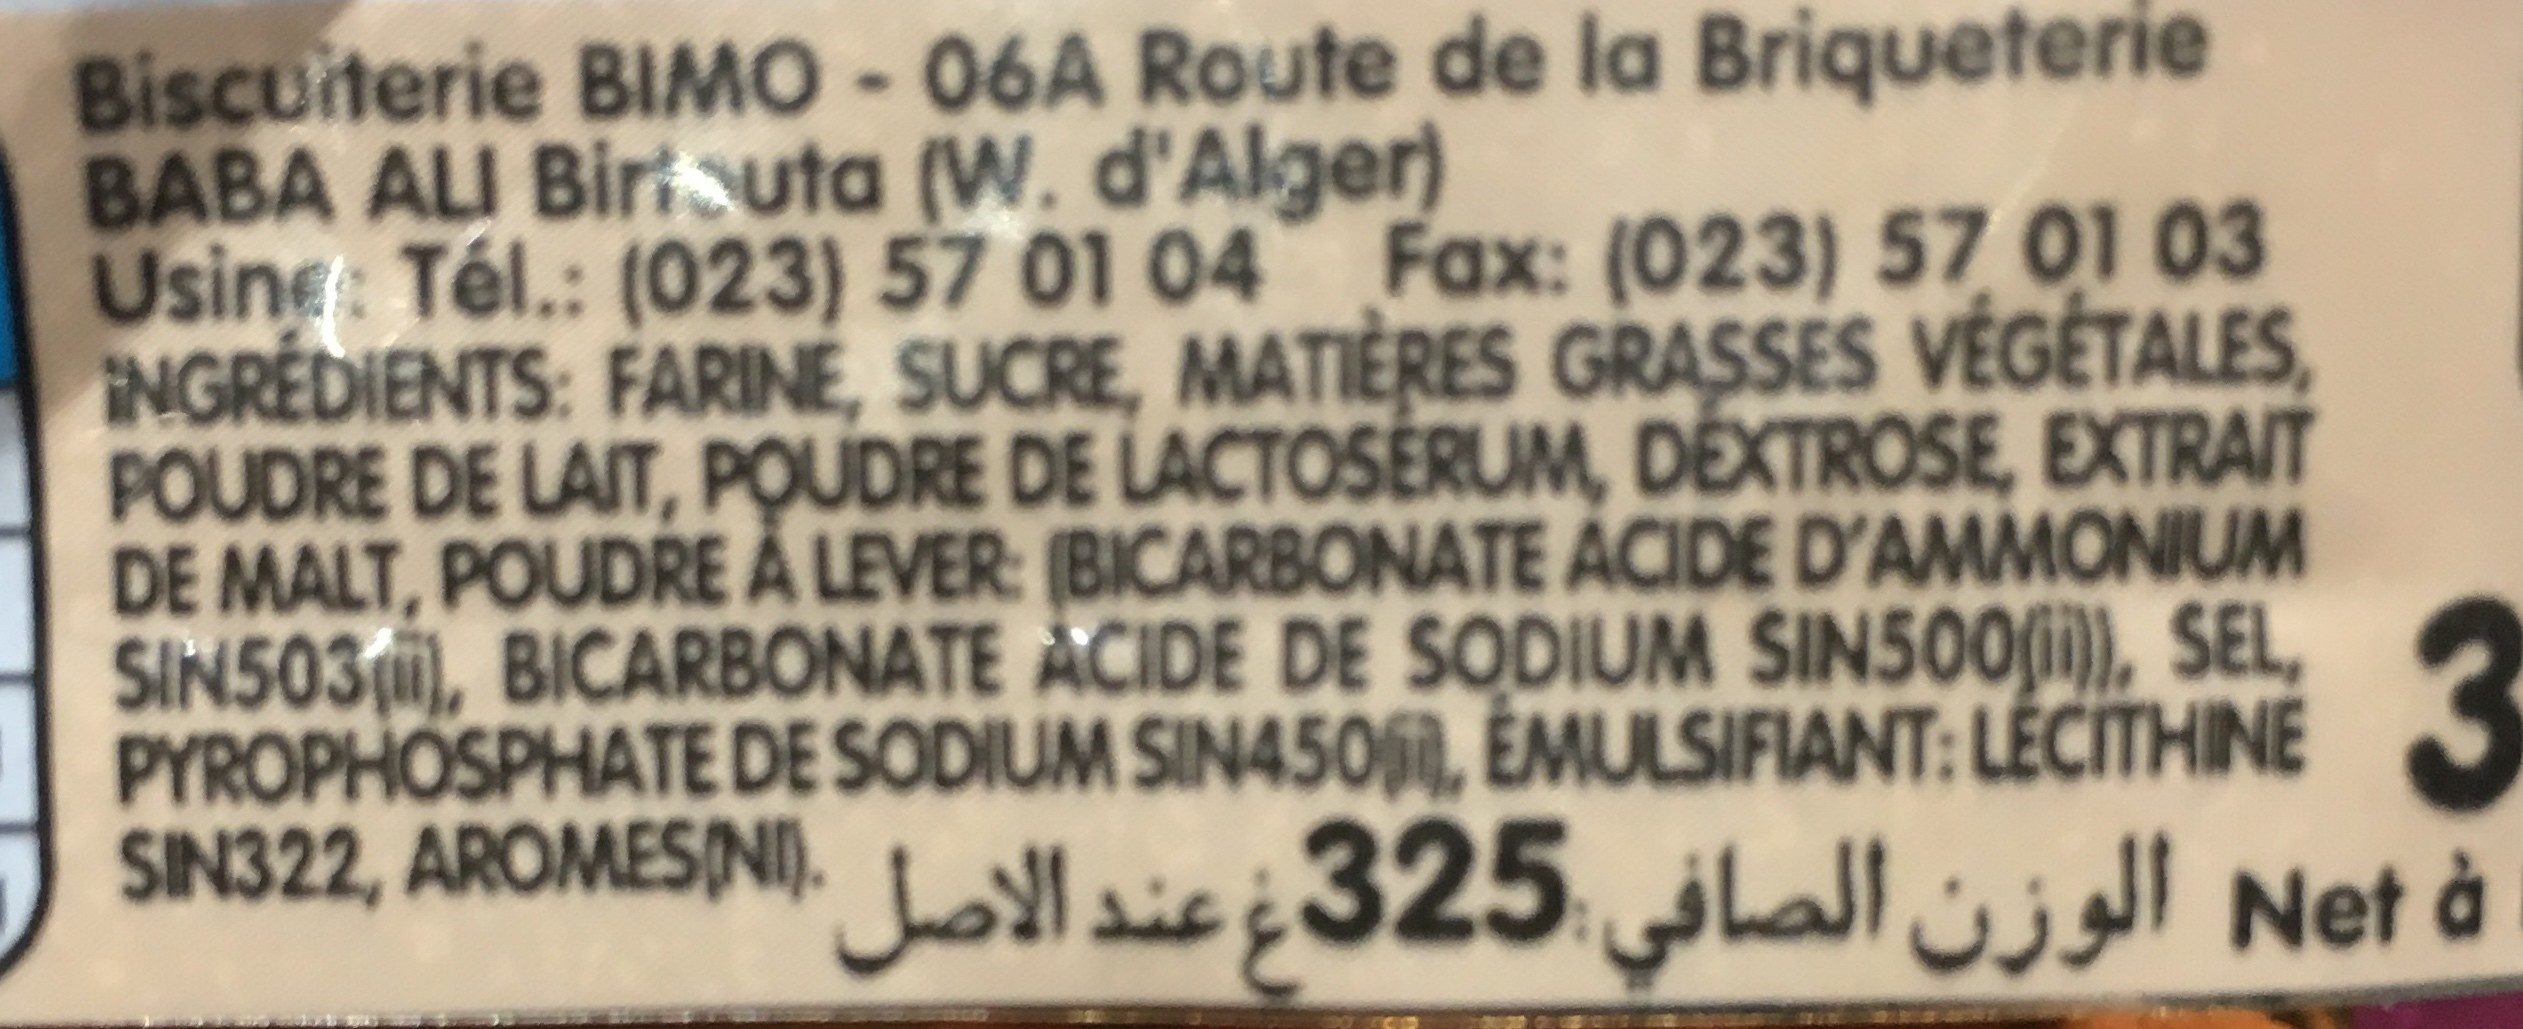 Biscuiterie BIMO - 06A Route de la Briqueterie
BABA ALI Birtouta (W. d'Alger)
Usine: Tél.: (023) 57 01 04 Fax: (023) 57 01 03
INGRÉDIENTS: FARINE, SUCRE, MATIÈRES GRASSES VÉGÉTALES,
POUDRE DE LAIT, POUDRE DE LACTOSÉRUM, DEXTROSE, EXTRAIT
DE MALT, POUDRE À LEVER: (BICARBONATE ACIDE D'AMMONIUM
SIN503(ii), BICARBONATE ACIDE DE SODIUM SIN500(ii)), SEL,
PYROPHOSPHATE DE SODIUM SIN450(i), ÉMULSIFIANT: LÉCITHINE
SIN322, AROMES(NI).
الوزن الصافي: 325 غ عند الاصل
3
Net à